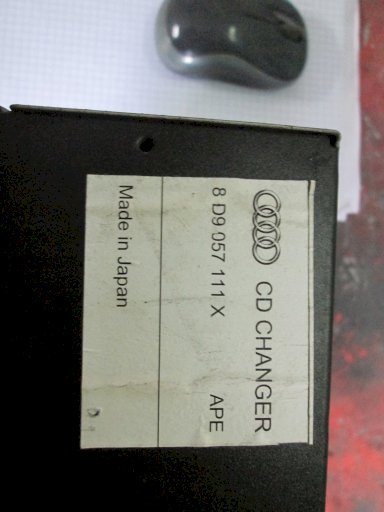 CD CHANGER
8 D9 057 111 X APE
Made in Japan